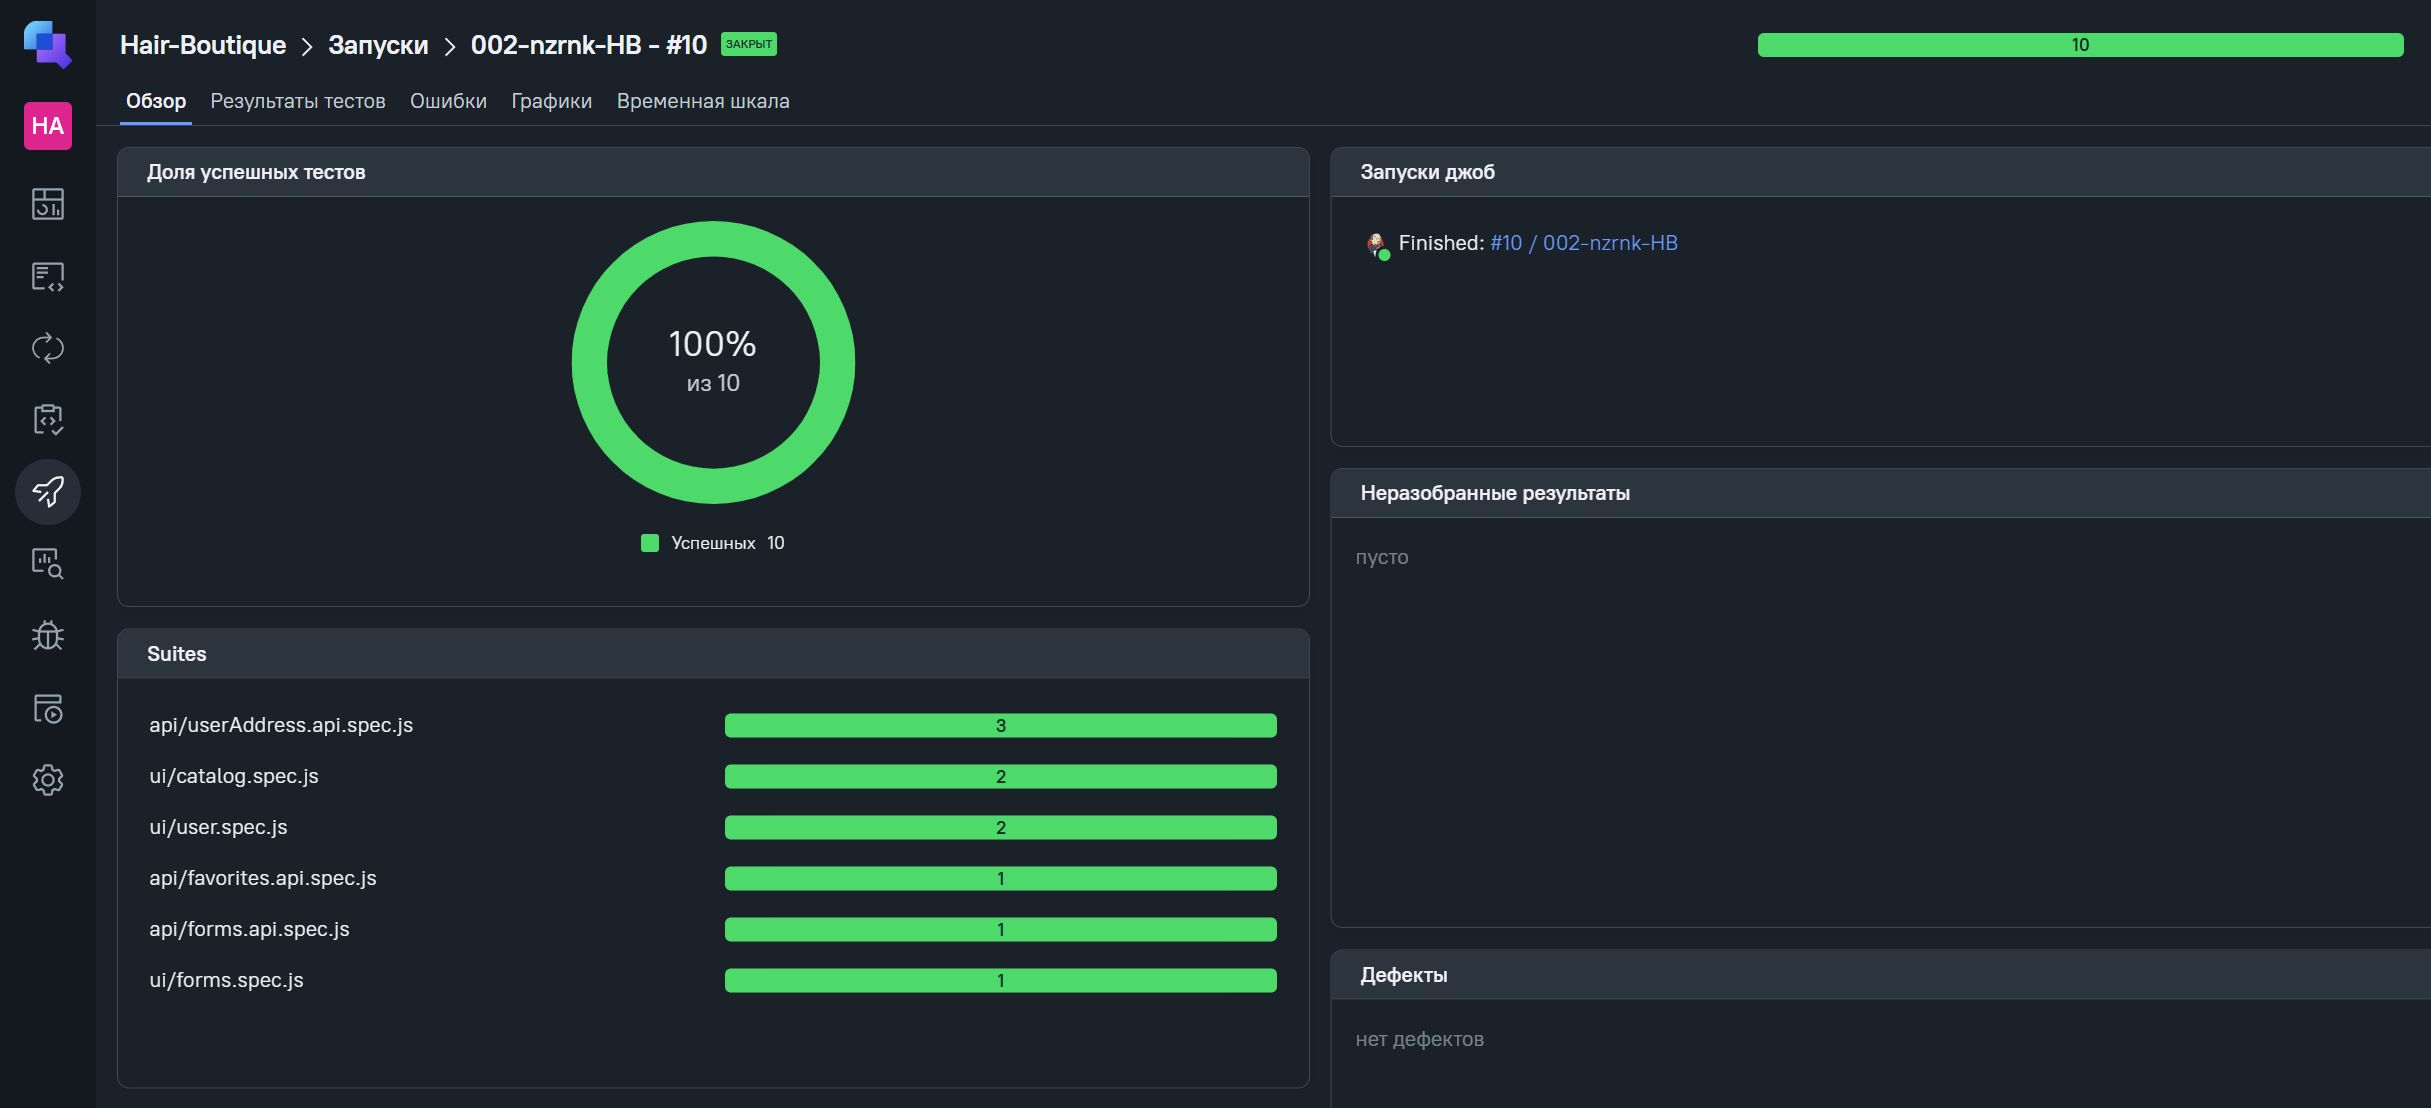 Hair-Boutique > Запуски > 002-nzrnk-HB - #10 ЗАКРЫТ
10
HA
Обзор Результаты тестов Ошибки Графики Временная шкала
Доля успешных тестов
100%
из 10
Успешных 10
Suites
api/userAddress.api.spec.js 3
ui/catalog.spec.js 2
ui/user.spec.js 2
api/favorites.api.spec.js 1
api/forms.api.spec.js 1
ui/forms.spec.js 1
Запуски джоб
Finished: #10 / 002-nzrnk-HB
Неразобранные результаты
пусто
Дефекты
нет дефектов